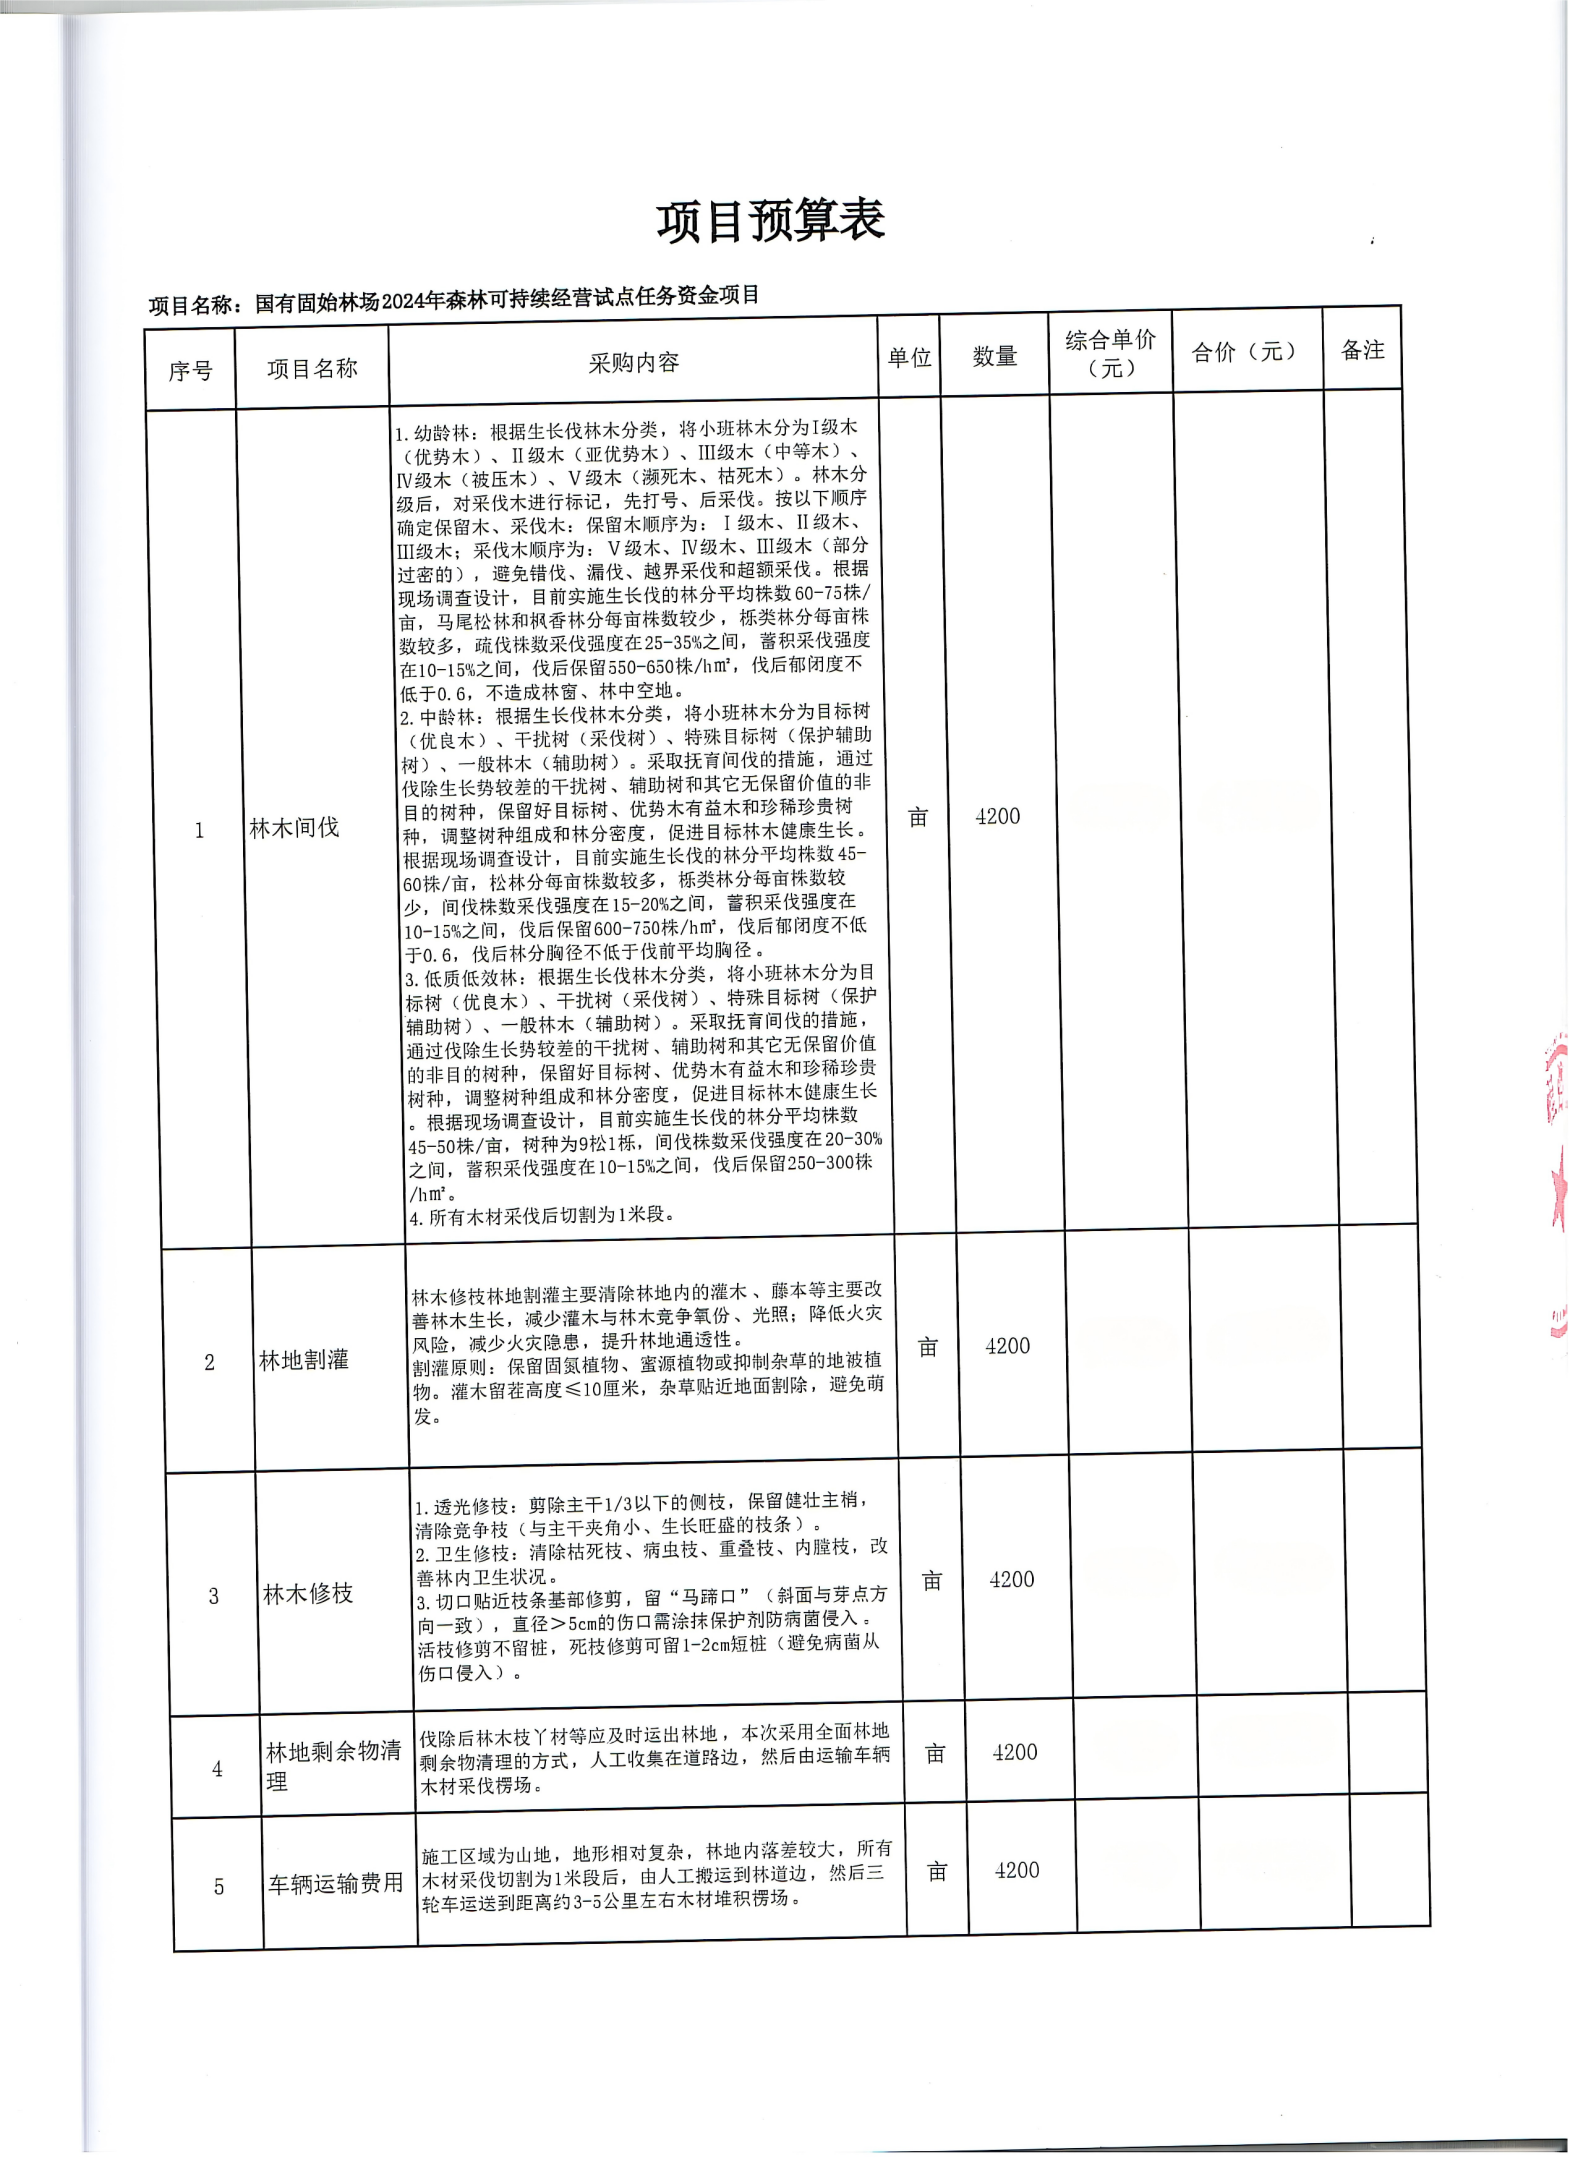 项目预算表
项目名称：国有固始林场2024年森林可持续经营试点任务资金项目
序号 项目名称 采购内容 单位 数量 综合单价（元） 合价（元） 备注
1 林木间伐
1.幼龄林：根据生长伐林木分类，将小班林木分为Ⅰ级木
（优势木）、Ⅱ级木（亚优势木）、Ⅲ级木（中等木）、
Ⅳ级木（被压木）、Ⅴ级木（濒死木、枯死木）。林木分
级后，对采伐木进行标记，先打号、后采伐。按以下顺序
确定保留木、采伐木：保留木顺序为：Ⅰ级木、Ⅱ级木、
Ⅲ级木；采伐木顺序为：Ⅴ级木、Ⅳ级木、Ⅲ级木（部分
过密的），避免错伐、漏伐、越界采伐和超额采伐。根据
现场调查设计，目前实施生长伐的林分平均株数60-75株/
亩，马尾松林和枫香林分每亩株数较少，栎类林分每亩株
数较多，疏伐株数采伐强度在25-35%之间，蓄积采伐强度
在10-15%之间，伐后保留550-650株/hm²，伐后郁闭度不
低于0.6，不造成林窗、林中空地。
2.中龄林：根据生长伐林木分类，将小班林木分为目标树
（优良木）、干扰树（采伐树）、特殊目标树（保护辅助
树）、一般林木（辅助树）。采取抚育间伐的措施，通过
伐除生长势较差的干扰树、辅助树和其它无保留价值的非
目的树种，保留好目标树、优势木有益木和珍稀珍贵树
种，调整树种组成和林分密度，促进目标林木健康生长。
根据现场调查设计，目前实施生长伐的林分平均株数45-
60株/亩，松林分每亩株数较多，栎类林分每亩株数较
少，间伐株数采伐强度在15-20%之间，蓄积采伐强度在
10-15%之间，伐后保留600-750株/hm²，伐后郁闭度不低
于0.6，伐后林分胸径不低于伐前平均胸径。
3.低质低效林：根据生长伐林木分类，将小班林木分为目
标树（优良木）、干扰树（采伐树）、特殊目标树（保护
辅助树）、一般林木（辅助树）。采取抚育间伐的措施，
通过伐除生长势较差的干扰树、辅助树和其它无保留价值
的非目的树种，保留好目标树、优势木有益木和珍稀珍贵
树种，调整树种组成和林分密度，促进目标林木健康生长
。根据现场调查设计，目前实施生长伐的林分平均株数
45-50株/亩，树种为9松1栎，间伐株数采伐强度在20-30%
之间，蓄积采伐强度在10-15%之间，伐后保留250-300株
/hm²。
4.所有木材采伐后切割为1米段。
亩 4200
2 林地割灌
林木修枝林地割灌主要清除林地内的灌木、藤本等主要改
善林木生长，减少灌木与林木竞争氧份、光照；降低火灾
风险，减少火灾隐患，提升林地通透性。
割灌原则：保留固氮植物、蜜源植物或抑制杂草的地被植
物。灌木留茬高度≤10厘米，杂草贴近地面割除，避免萌
发。
亩 4200
3 林木修枝
1.透光修枝：剪除主干1/3以下的侧枝，保留健壮主梢，
清除竞争枝（与主干夹角小、生长旺盛的枝条）。
2.卫生修枝：清除枯死枝、病虫枝、重叠枝、内膛枝，改
善林内卫生状况。
3.切口贴近枝条基部修剪，留“马蹄口”（斜面与芽点方
向一致），直径＞5cm的伤口需涂抹保护剂防病菌侵入。
活枝修剪不留桩，死枝修剪可留1-2cm短桩（避免病菌从
伤口侵入）。
亩 4200
4 林地剩余物清
理
伐除后林木枝丫材等应及时运出林地，本次采用全面林地
剩余物清理的方式，人工收集在道路边，然后由运输车辆
木材采伐楞场。
亩 4200
5 车辆运输费用
施工区域为山地，地形相对复杂，林地内落差较大，所有
木材采伐切割为1米段后，由人工搬运到林道边，然后三
轮车运送到距离约3-5公里左右木材堆积楞场。
亩 4200